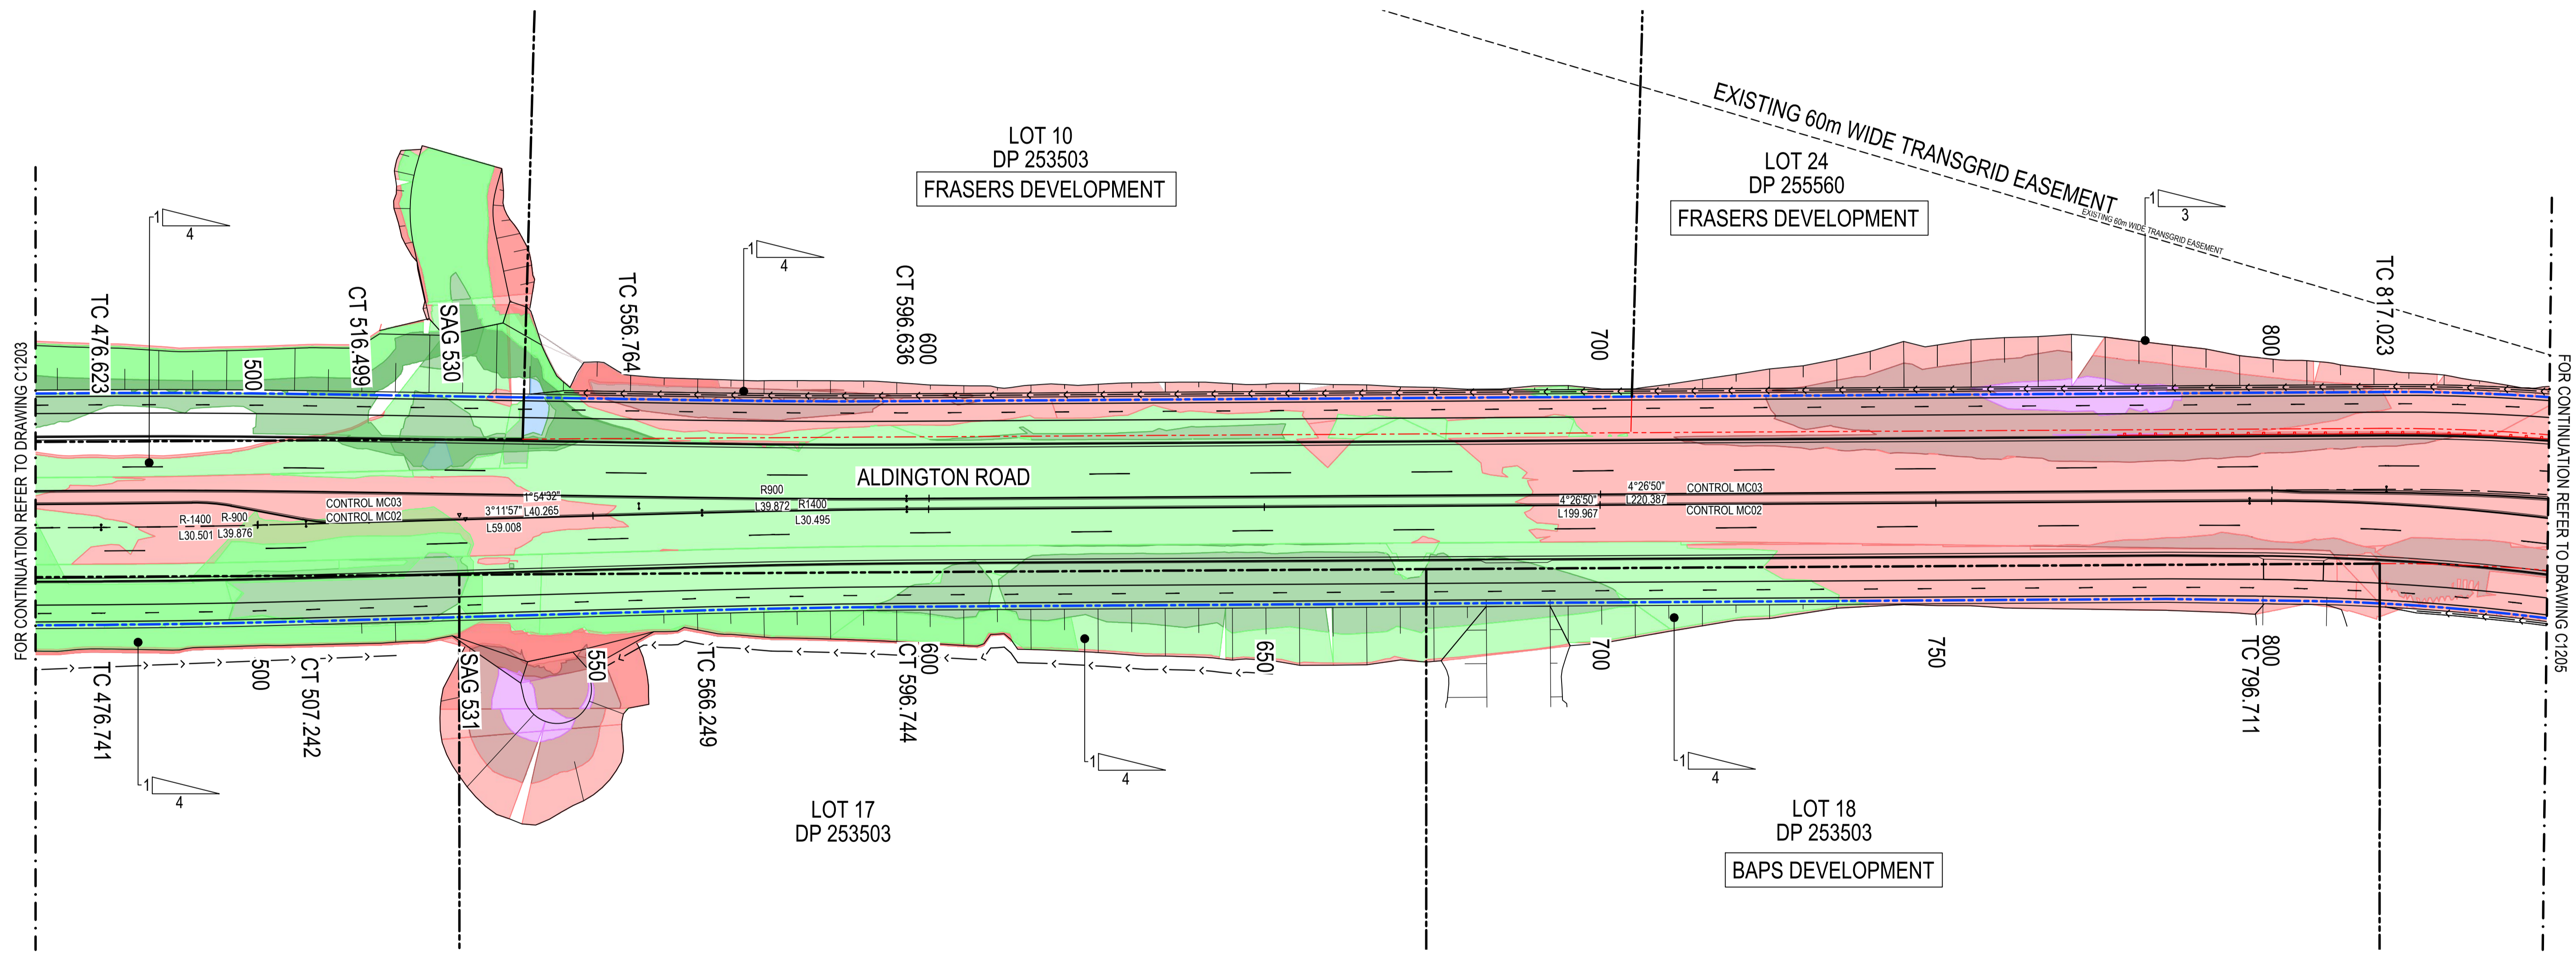 EXISTING 60m WIDE TRANSGRID EASEMENT
EXISTING 60m WIDE TRANSGRID EASEMENT
LOT 10
DP 253503
FRASERS DEVELOPMENT
LOT 24
DP 255560
FRASERS DEVELOPMENT
1
4
1
4
1
3
FOR CONTINUATION REFER TO DRAWING C1203
FOR CONTINUATION REFER TO DRAWING C1205
TC 476.623
500
CT 516.499
SAG 530
TC 556.764
CT 596.636
600
700
800
TC 817.023
ALDINGTON ROAD
CONTROL MC03
CONTROL MC02
R-1400
L30.501
R-900
L39.876
3°11'57"
L59.008
1°54'32"
L40.265
R900
L39.872
R1400
L30.495
4°26'50"
L199.967
4°26'50"
L220.387
CONTROL MC03
CONTROL MC02
TC 476.741
500
CT 507.242
SAG 531
550
TC 566.249
CT 596.744
600
650
700
750
TC 796.711
800
1
4
1
4
1
4
LOT 17
DP 253503
LOT 18
DP 253503
BAPS DEVELOPMENT